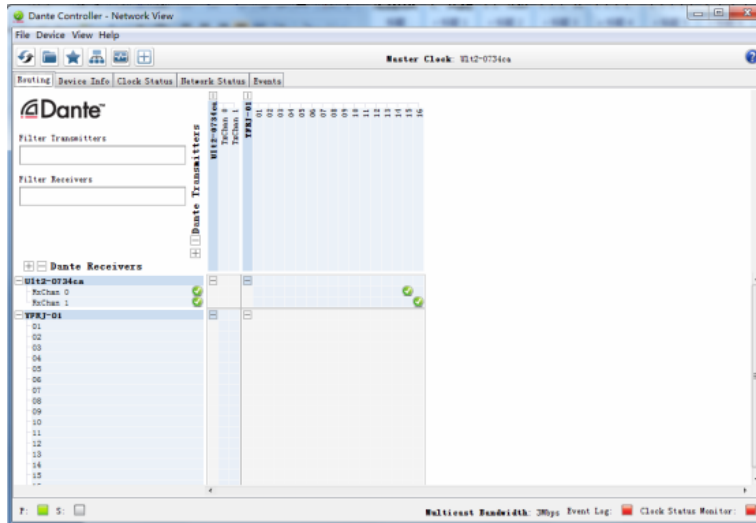 Dante Controller - Network View
File Device View Help
Master Clock: Ult2-0734ca
Routing Device Info Clock Status Network Status Events
Dante™
Filter Transmitters
Filter Receivers
Dante Transmitters
Ult2-0734ca
TxChan 0
TxChan 1
YFRJ-01
01
02
03
04
05
06
07
08
09
10
11
12
13
14
15
16
Dante Receivers
Ult2-0734ca
RxChan 0
RxChan 1
YFRJ-01
01
02
03
04
05
06
07
08
09
10
11
12
13
14
15
P: S: Multicast Bandwidth: 3Mbps Event Log: Clock Status Monitor: